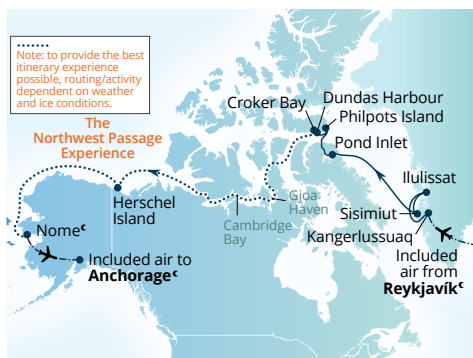 Note: to provide the best
itinerary experience
possible, routing/activity
dependent on weather
and ice conditions.
The
Northwest Passage
Experience
Croker Bay
Dundas Harbour
Philpots Island
Pond Inlet
Ilulissat
Herschel
Island
Gjoa
Haven
Cambridge
Bay
Sisimiut
Kangerlussuaq
Nome
Included air to
Anchorage
Included
air from
Reykjavík